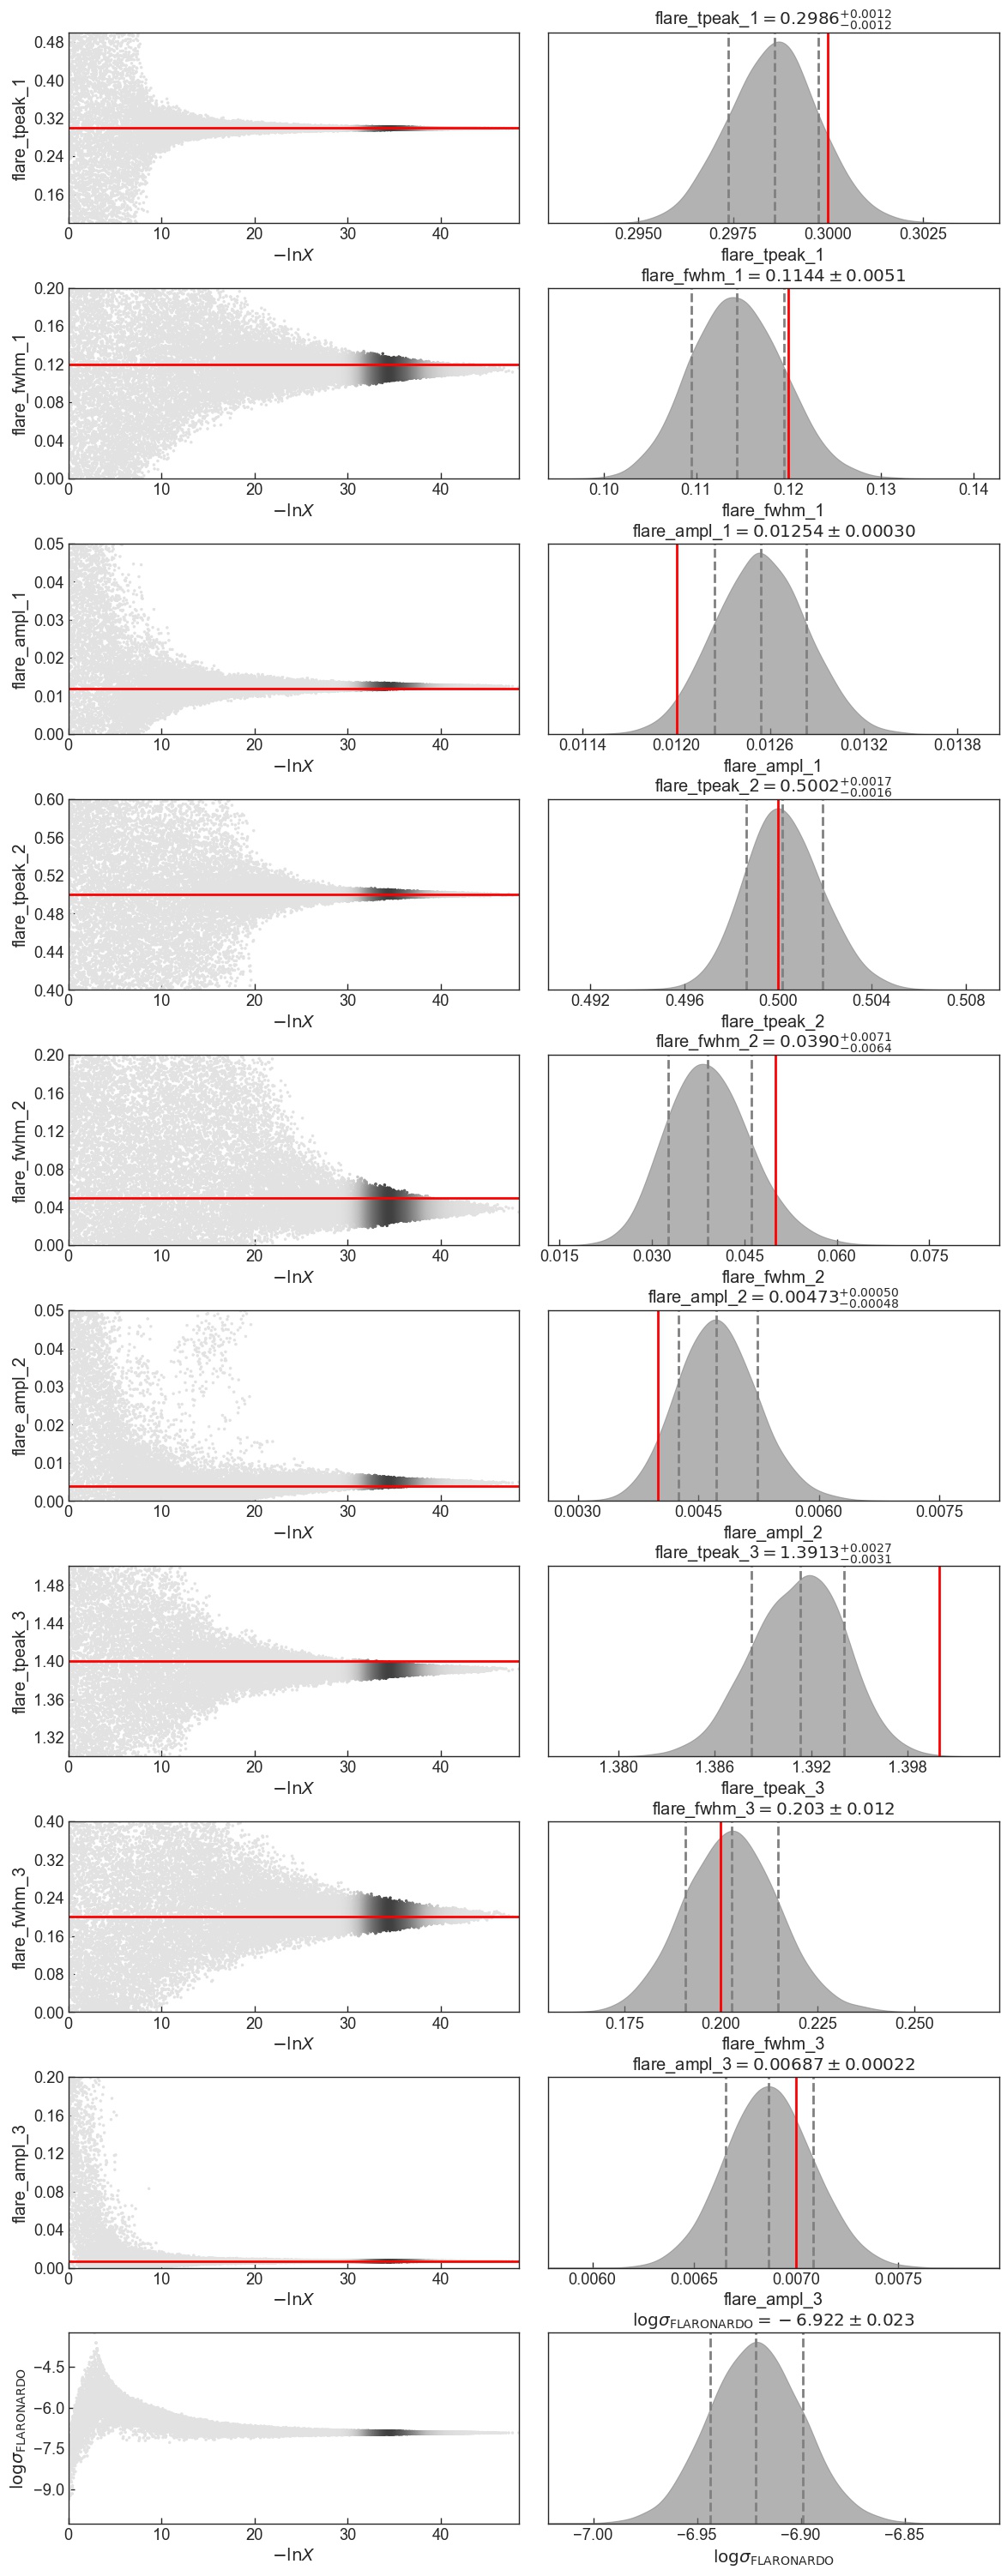 flare_tpeak_1 = 0.2986 +0.0012 −0.0012
0.48
0.40
0.32
0.24
0.16
flare_tpeak_1
0 10 20 30 40
−lnX
0.2950 0.2975 0.3000 0.3025
flare_tpeak_1
flare_fwhm_1 = 0.1144 ± 0.0051
0.20
0.16
0.12
0.08
0.04
0.00
flare_fwhm_1
0 10 20 30 40
−lnX
0.10 0.11 0.12 0.13 0.14
flare_fwhm_1
flare_ampl_1 = 0.01254 ± 0.00030
0.05
0.04
0.03
0.02
0.01
0.00
flare_ampl_1
0 10 20 30 40
−lnX
0.0114 0.0120 0.0126 0.0132 0.0138
flare_ampl_1
flare_tpeak_2 = 0.5002 +0.0017 −0.0016
0.60
0.56
0.52
0.48
0.44
0.40
flare_tpeak_2
0 10 20 30 40
−lnX
0.492 0.496 0.500 0.504 0.508
flare_tpeak_2
flare_fwhm_2 = 0.0390 +0.0071 −0.0064
0.20
0.16
0.12
0.08
0.04
0.00
flare_fwhm_2
0 10 20 30 40
−lnX
0.015 0.030 0.045 0.060 0.075
flare_fwhm_2
flare_ampl_2 = 0.00473 +0.00050 −0.00048
0.05
0.04
0.03
0.02
0.01
0.00
flare_ampl_2
0 10 20 30 40
−lnX
0.0030 0.0045 0.0060 0.0075
flare_ampl_2
flare_tpeak_3 = 1.3913 +0.0027 −0.0031
1.48
1.44
1.40
1.36
1.32
flare_tpeak_3
0 10 20 30 40
−lnX
1.380 1.386 1.392 1.398
flare_tpeak_3
flare_fwhm_3 = 0.203 ± 0.012
0.40
0.32
0.24
0.16
0.08
0.00
flare_fwhm_3
0 10 20 30 40
−lnX
0.175 0.200 0.225 0.250
flare_fwhm_3
flare_ampl_3 = 0.00687 ± 0.00022
0.20
0.16
0.12
0.08
0.04
0.00
flare_ampl_3
0 10 20 30 40
−lnX
0.0060 0.0065 0.0070 0.0075
flare_ampl_3
logσ FLARONARDO = −6.922 ± 0.023
−4.5
−6.0
−7.5
−9.0
logσ FLARONARDO
0 10 20 30 40
−lnX
−7.00 −6.95 −6.90 −6.85
logσ FLARONARDO